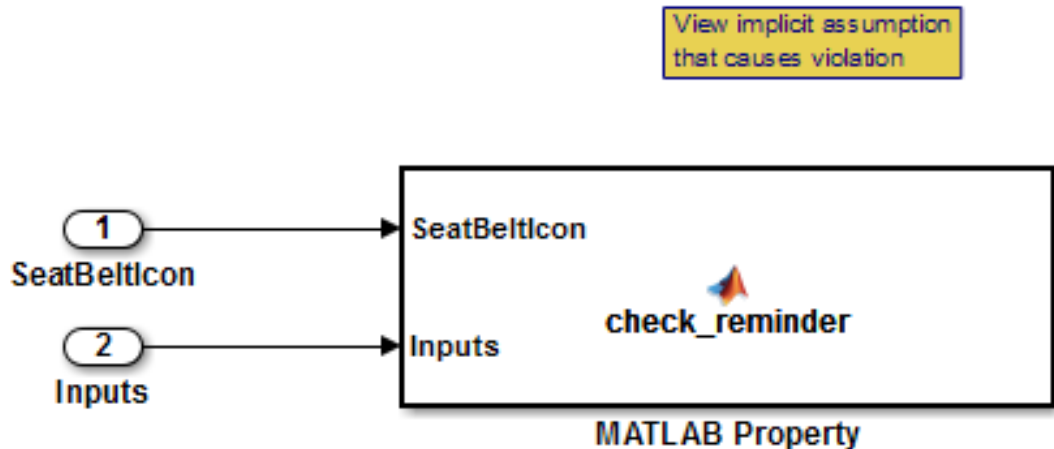 View implicit assumption
that causes violation
1
SeatBeltIcon
SeatBeltIcon
check_reminder
2
Inputs
Inputs
MATLAB Property